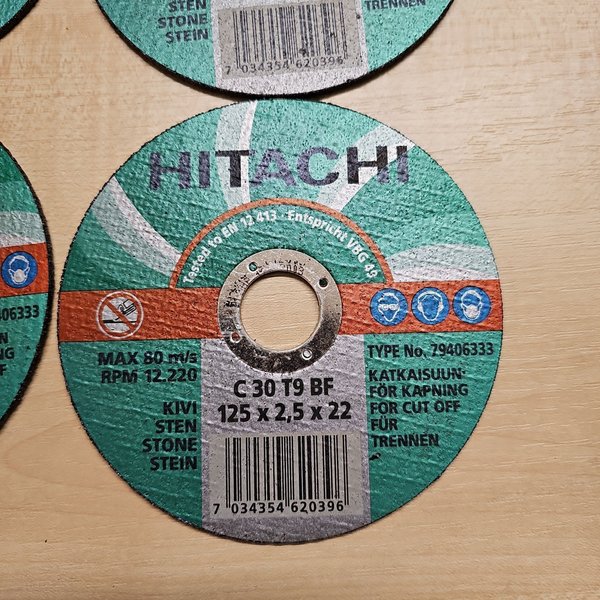 STEN
STONE
STEIN
TRENNEN
7 034354 620396
HITACHI
Tested to EN 12 413 - Entspricht VBG 49
MAX 80 m/s
RPM 12.220
C 30 T9 BF
125 x 2,5 x 22
KIVI
STEN
STONE
STEIN
TYPE No. 79406333
KATKAISUUN-
FÖR KAPNING
FOR CUT OFF
FÜR
TRENNEN
7 034354 620396
406333
N
NG
FF